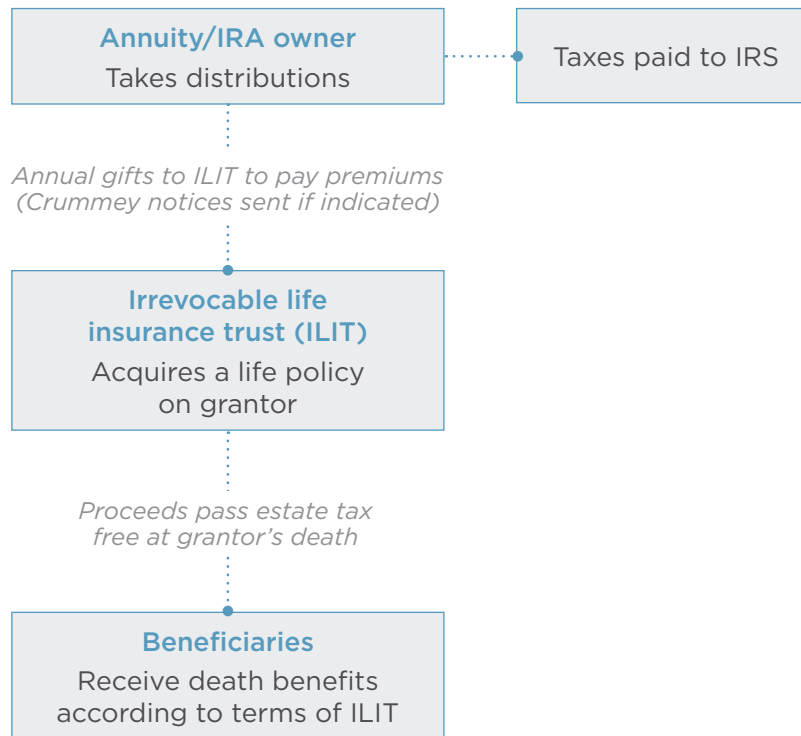 Annuity/IRA owner
Takes distributions
Taxes paid to IRS
Annual gifts to ILIT to pay premiums
(Crummey notices sent if indicated)
Irrevocable life
insurance trust (ILIT)
Acquires a life policy
on grantor
Proceeds pass estate tax
free at grantor’s death
Beneficiaries
Receive death benefits
according to terms of ILIT